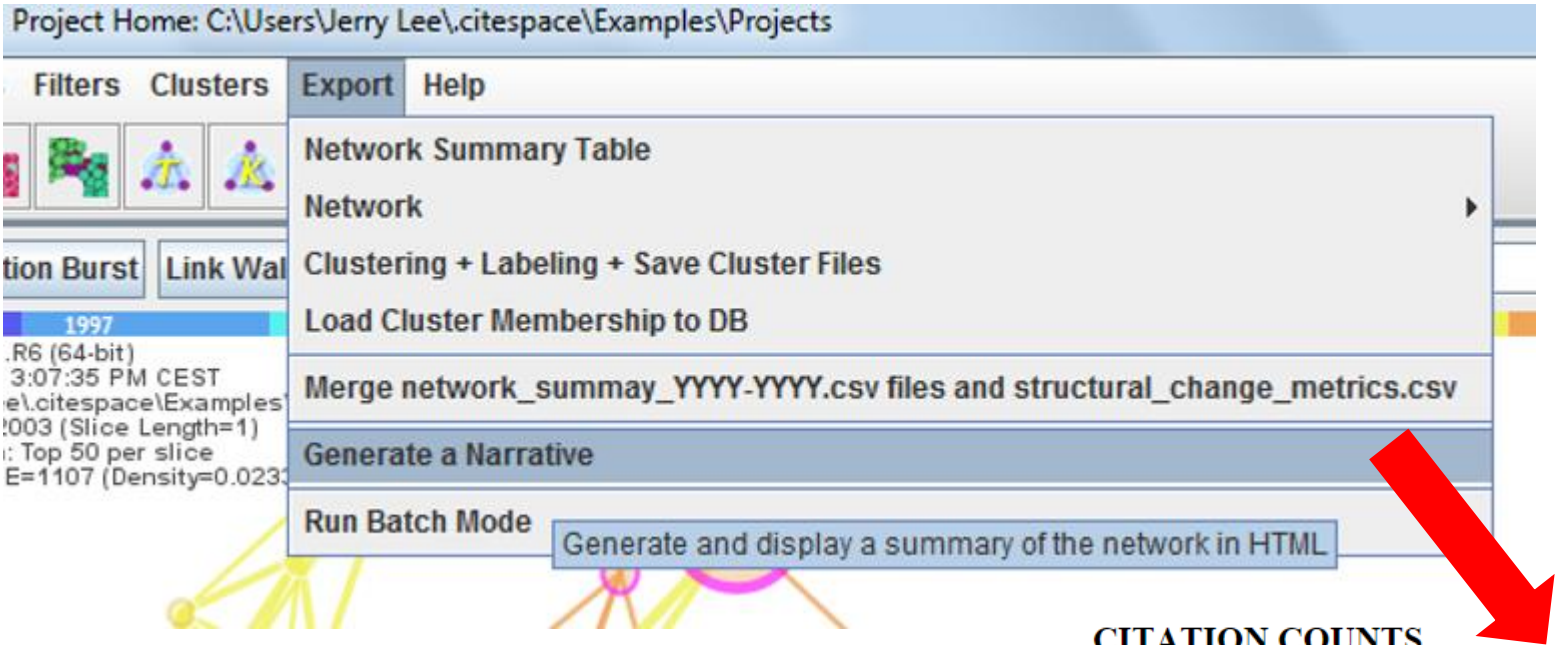 Project Home: C:\Users\Jerry Lee\.citespace\Examples\Projects
Filters Clusters Export Help
Network Summary Table
Network
Clustering + Labeling + Save Cluster Files
Load Cluster Membership to DB
Merge network_summay_YYYY-YYYY.csv files and structural_change_metrics.csv
Generate a Narrative
Run Batch Mode
Generate and display a summary of the network in HTML
T K
tion Burst Link Wal
1997
.R6 (64-bit)
3:07:35 PM CEST
e\.citespace\Examples
2003 (Slice Length=1)
: Top 50 per slice
E=1107 (Density=0.0233
CITATION COUNTS